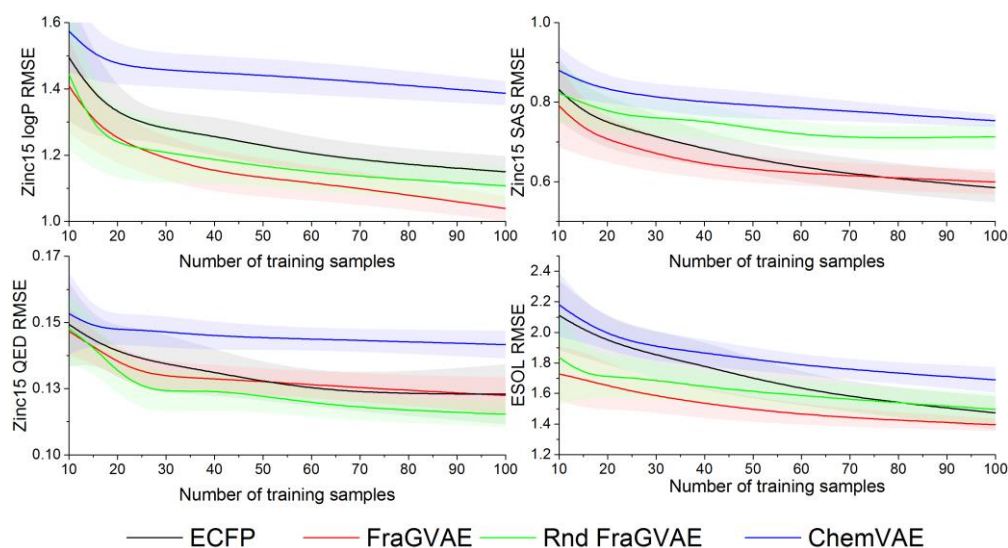 Zinc15 logP RMSE
1.6
1.4
1.2
1.0
10 20 30 40 50 60 70 80 90 100
Number of training samples
Zinc15 SAS RMSE
1.0
0.8
0.6
10 20 30 40 50 60 70 80 90 100
Number of training samples
Zinc15 QED RMSE
0.17
0.15
0.13
0.10
10 20 30 40 50 60 70 80 90 100
Number of training samples
ESOL RMSE
2.4
2.2
2.0
1.8
1.6
1.4
1.2
10 20 30 40 50 60 70 80 90 100
Number of training samples
ECFP FraGVAE Rnd FraGVAE ChemVAE